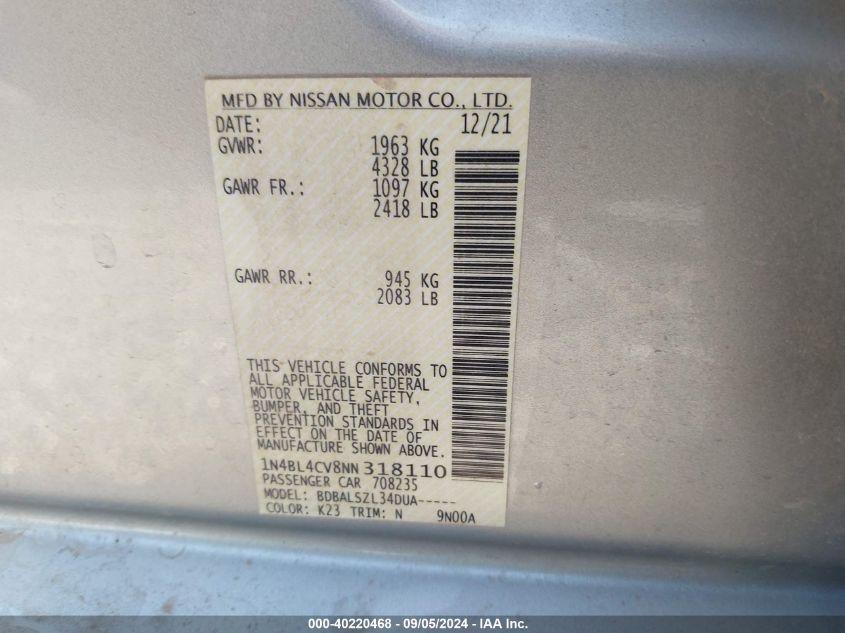 MFD BY NISSAN MOTOR CO., LTD.
DATE: 12/21
GVWR: 1963 KG
4328 LB
GAWR FR.: 1097 KG
2418 LB
GAWR RR.: 945 KG
2083 LB
THIS VEHICLE CONFORMS TO
ALL APPLICABLE FEDERAL
MOTOR VEHICLE SAFETY,
BUMPER, AND THEFT
PREVENTION STANDARDS IN
EFFECT ON THE DATE OF
MANUFACTURE SHOWN ABOVE.
1N4BL4CV8NN318110
PASSENGER CAR 708235
MODEL: BDBALSZL34DUA-----
COLOR: K23 TRIM: N 9N00A
000-40220468 - 09/05/2024 - IAA Inc.